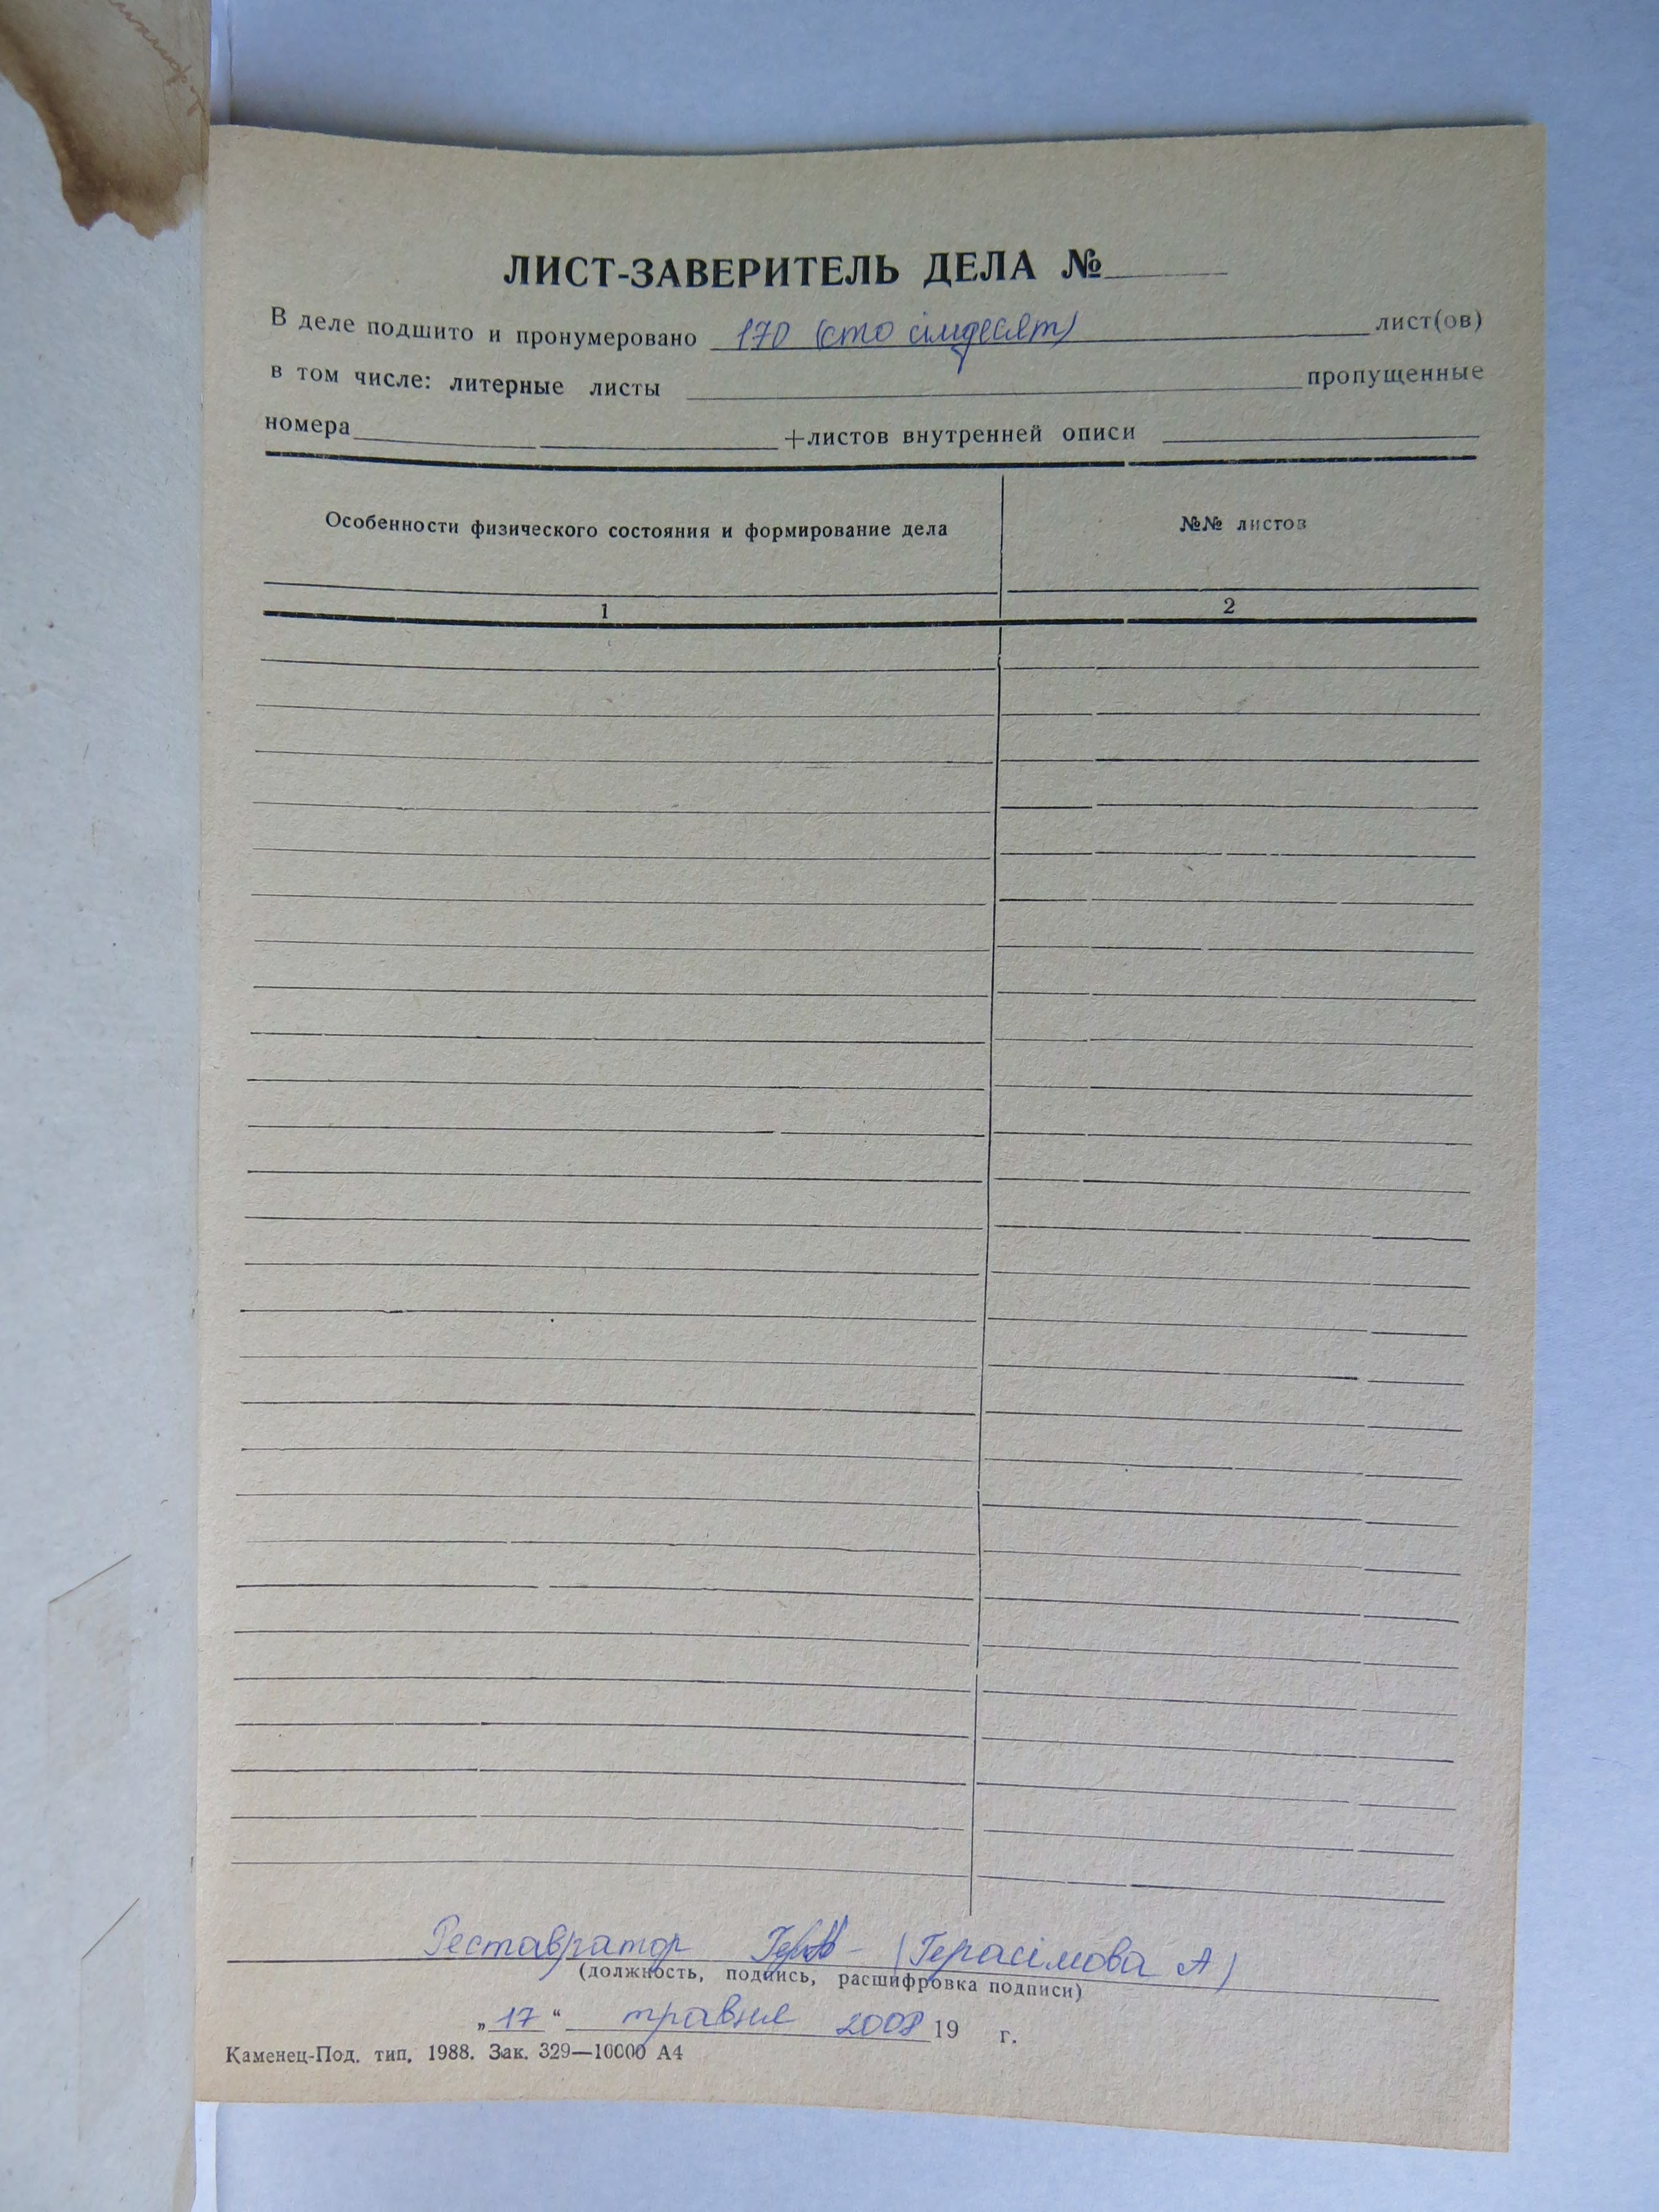 ЛИСТ-ЗАВЕРИТЕЛЬ ДЕЛА №
В деле подшито и пронумеровано 170 (сто сімдесят) лист(ов)
в том числе: литерные листы пропущенные
номера +листов внутренней описи
Особенности физического состояния и формирование дела №№ листов
1 2
Реставратор (Герасімова А)
(должность, подпись, расшифровка подписи)
„17“ травня 2008 19 г.
Каменец-Под. тип. 1988. Зак. 329—10000 А4